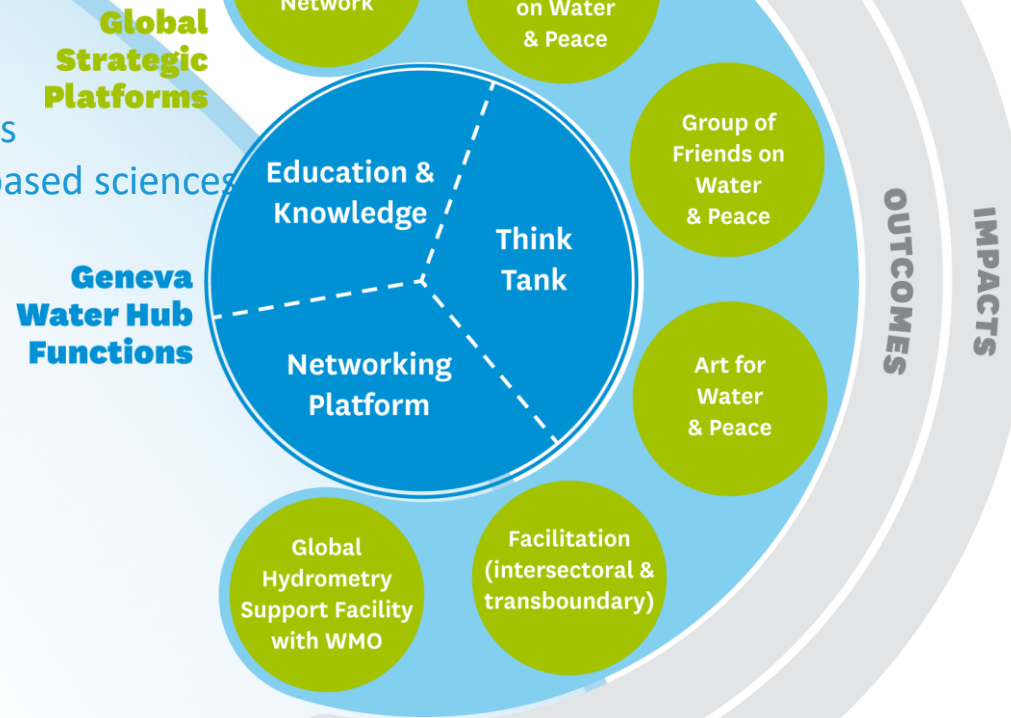 Network
on Water
& Peace
Global
Strategic
Platforms
s
based sciences
Education &
Knowledge
Think
Tank
Networking
Platform
Geneva
Water Hub
Functions
Group of
Friends on
Water
& Peace
Art for
Water
& Peace
Facilitation
(intersectoral &
transboundary)
Global
Hydrometry
Support Facility
with WMO
OUTCOMES
IMPACTS